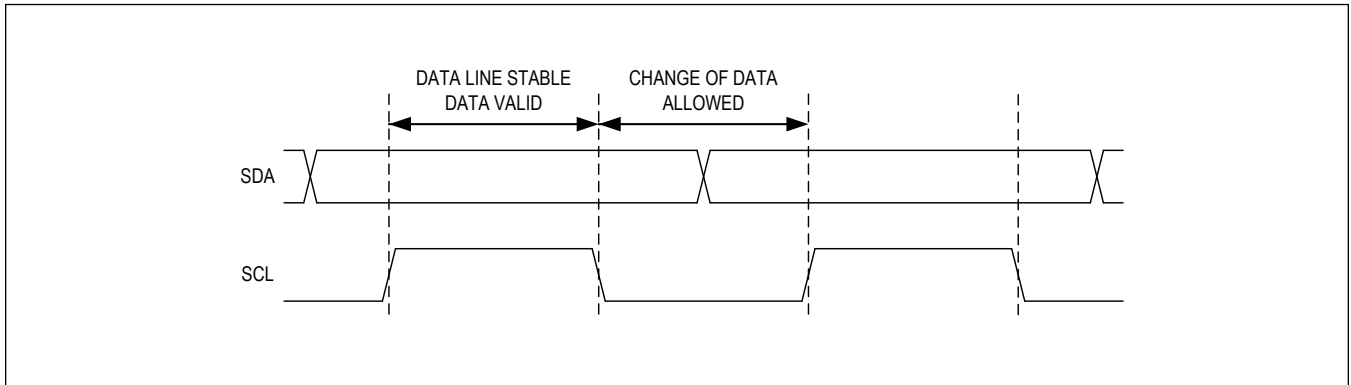 DATA LINE STABLE
DATA VALID
CHANGE OF DATA
ALLOWED
SDA
SCL